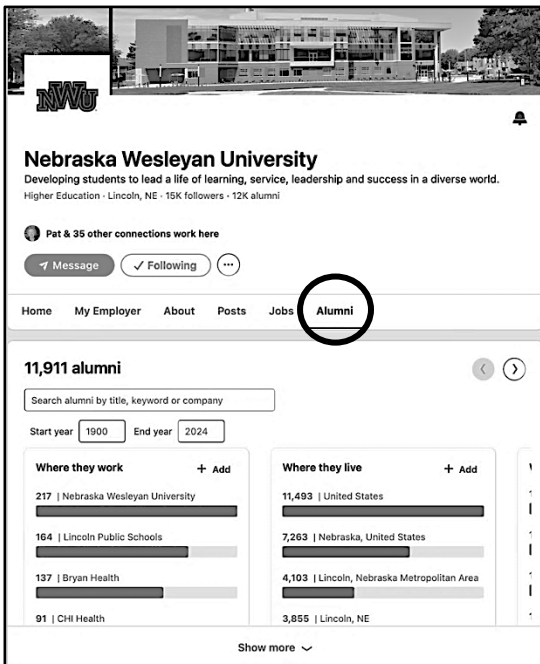 NWU
Nebraska Wesleyan University
Developing students to lead a life of learning, service, leadership and success in a diverse world.
Higher Education · Lincoln, NE · 15K followers · 12K alumni
Pat & 35 other connections work here
Message ✓ Following ···
Home My Employer About Posts Jobs Alumni
11,911 alumni
Search alumni by title, keyword or company
Start year 1900 End year 2024
Where they work + Add
217 | Nebraska Wesleyan University
164 | Lincoln Public Schools
137 | Bryan Health
91 | CHI Health
Where they live + Add
11,493 | United States
7,263 | Nebraska, United States
4,103 | Lincoln, Nebraska Metropolitan Area
3,855 | Lincoln, NE
Show more